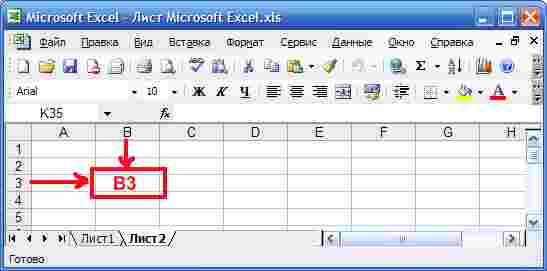 Microsoft Excel - Лист Microsoft Excel.xls
Файл Правка Вид Вставка Формат Сервис Данные Окно Справка
Arial 10 Ж К Ч
K35 fx
A B C D E F G H
1
2
3 B3
4
5
Лист1 Лист2
Готово